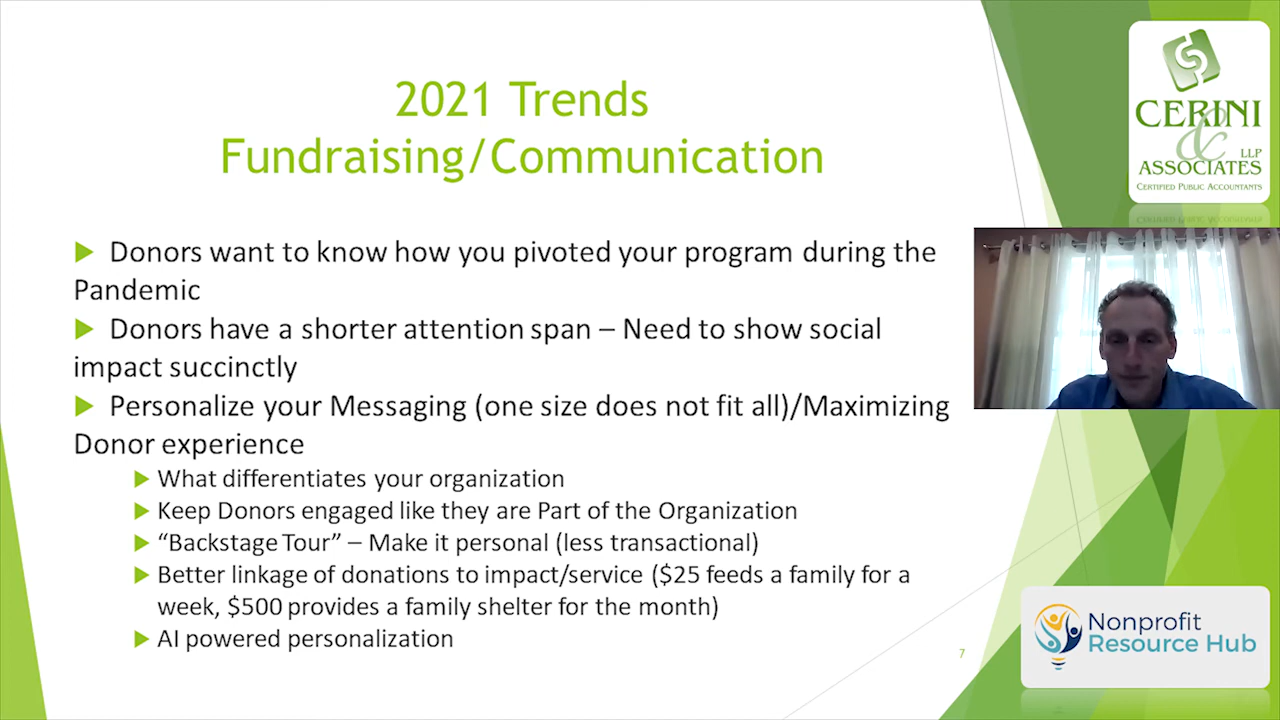 2021 Trends
Fundraising/Communication
Donors want to know how you pivoted your program during the
Pandemic
Donors have a shorter attention span – Need to show social
impact succinctly
Personalize your Messaging (one size does not fit all)/Maximizing
Donor experience
What differentiates your organization
Keep Donors engaged like they are Part of the Organization
“Backstage Tour” – Make it personal (less transactional)
Better linkage of donations to impact/service ($25 feeds a family for a
week, $500 provides a family shelter for the month)
AI powered personalization
7
CERINI
&
LLP
ASSOCIATES
CERTIFIED PUBLIC ACCOUNTANTS
Nonprofit
Resource Hub